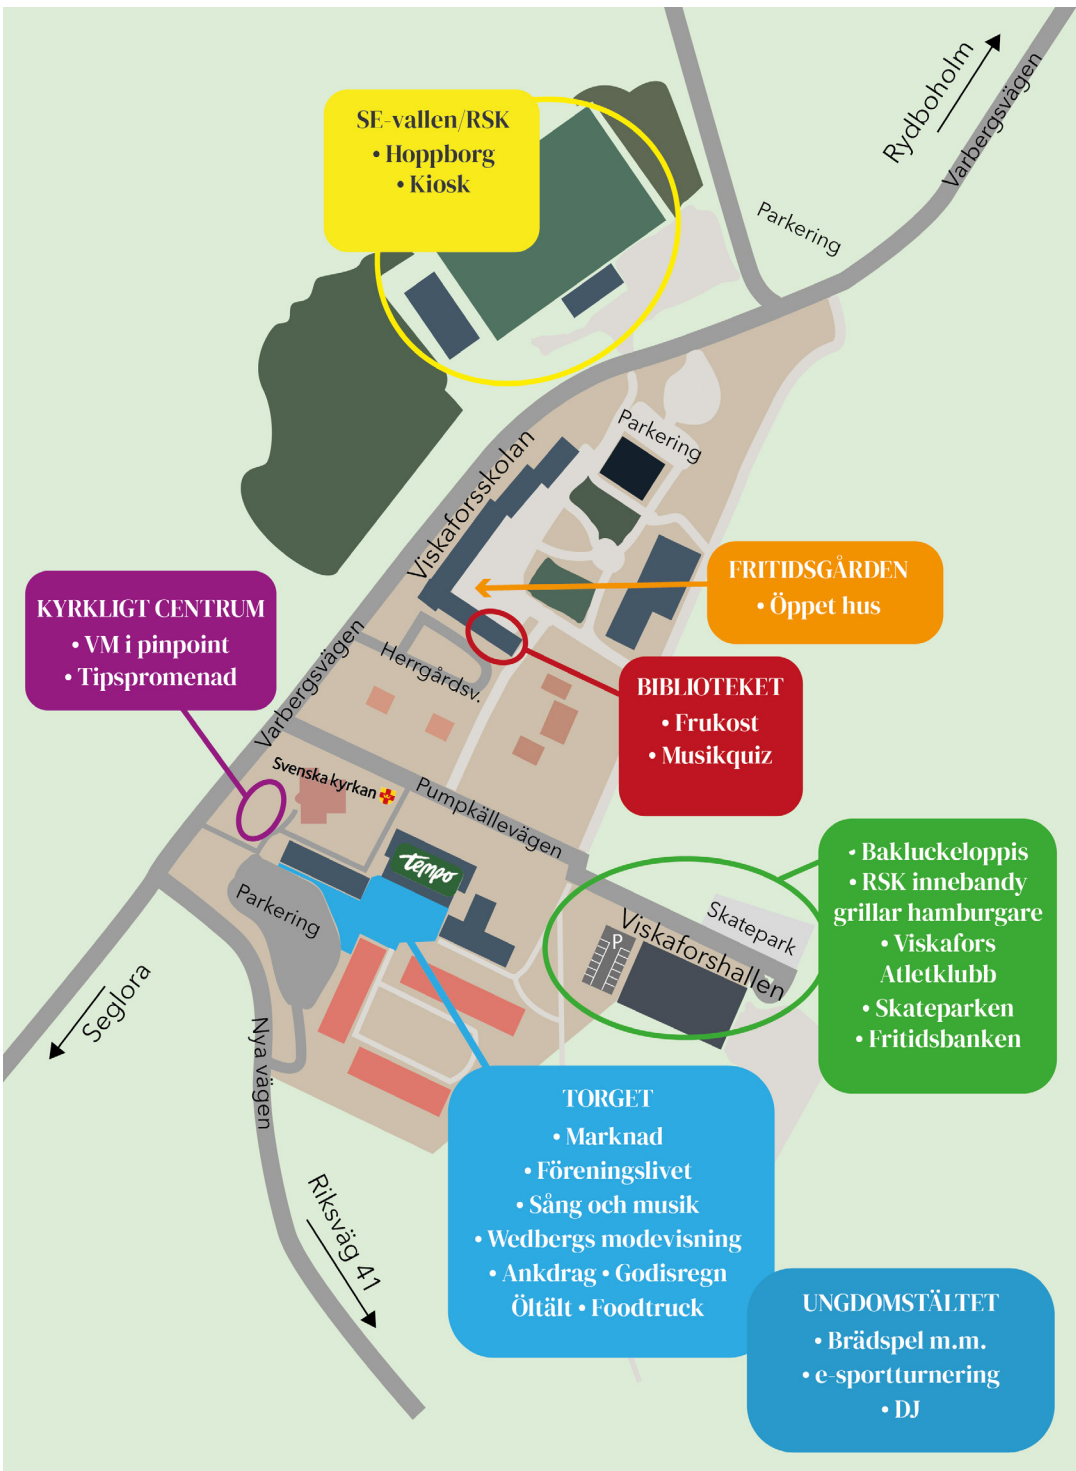 Rydboholm
Varbergsvägen
SE-vallen/RSK
• Hoppborg
• Kiosk
Parkering
Parkering
Viskaforsskolan
FRITIDSGÅRDEN
• Öppet hus
KYRKLIGT CENTRUM
• VM i pinpoint
• Tipspromenad
Varbergsvägen
Herrgårdsv.
BIBLIOTEKET
• Frukost
• Musikquiz
Svenska kyrkan
Pumpkällevägen
tempo
Parkering
• Bakluckeloppis
• RSK innebandy
grillar hamburgare
• Viskafors
Atletklubb
• Skateparken
• Fritidsbanken
Skatepark
Viskaforshallen
P
Seglora
Nya vägen
Riksväg 41
TORGET
• Marknad
• Föreningslivet
• Sång och musik
• Wedbergs modevisning
• Ankdrag • Godisregn
Öltält • Foodtruck
UNGDOMSTÄLTET
• Brädspel m.m.
• e-sportturnering
• DJ